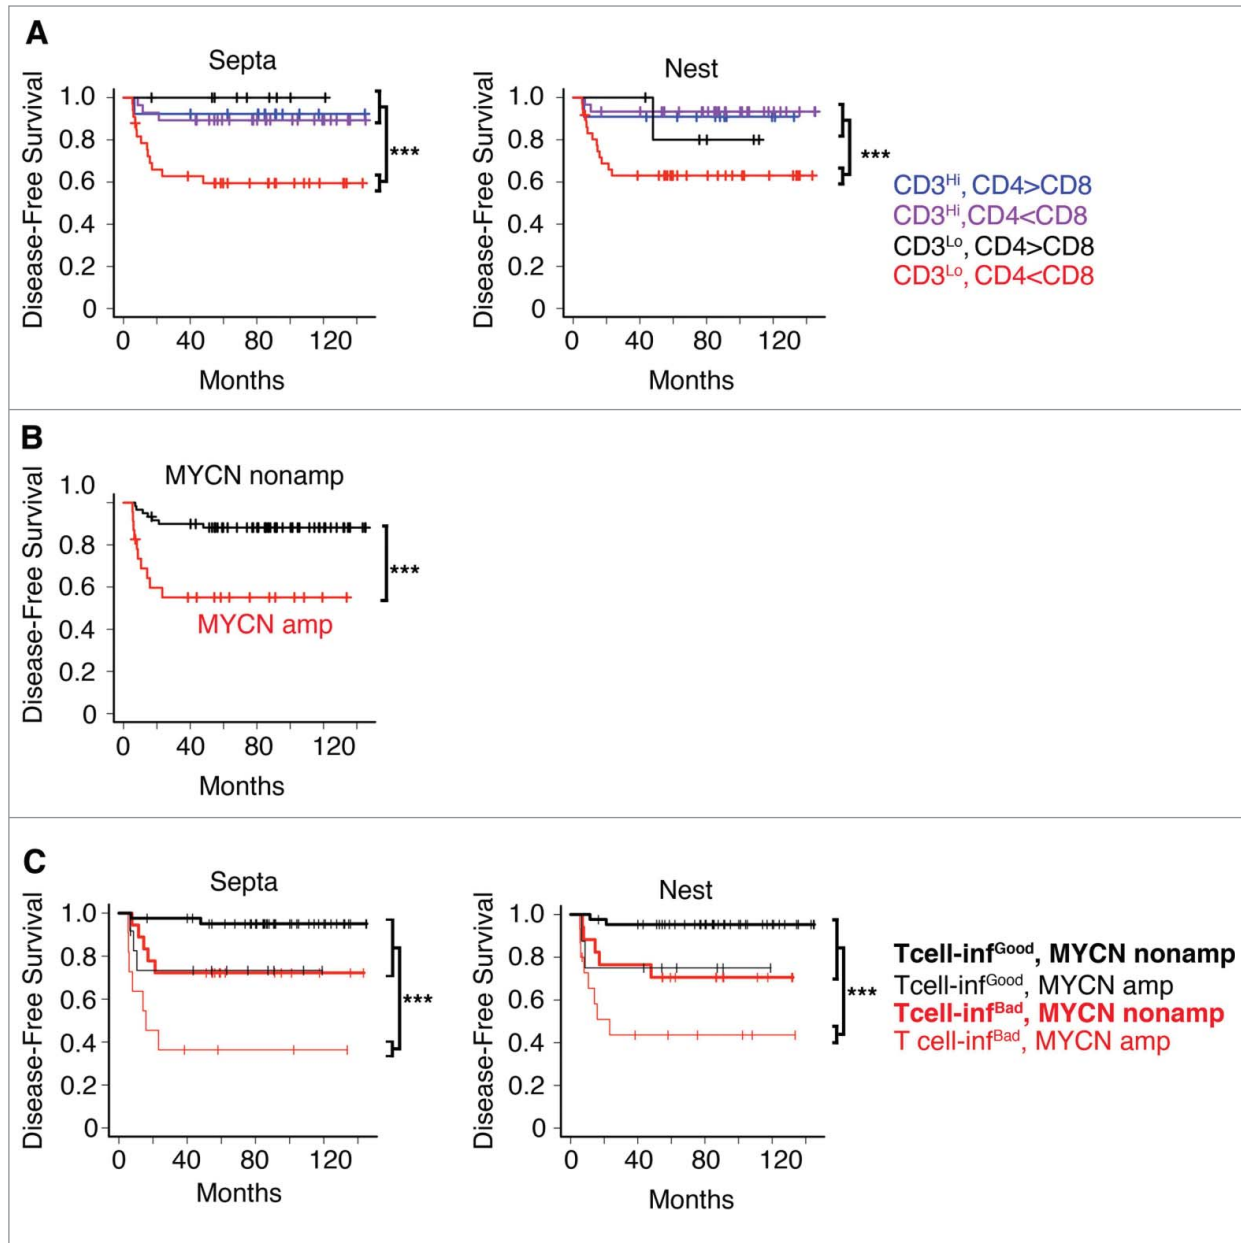 A
Septa
Disease-Free Survival
1.0
0.8
0.6
0.4
0.2
0
0 40 80 120
Months
***
Nest
Disease-Free Survival
1.0
0.8
0.6
0.4
0.2
0
0 40 80 120
Months
***
CD3Hi, CD4>CD8
CD3Hi,CD4<CD8
CD3Lo, CD4>CD8
CD3Lo, CD4<CD8
B
MYCN nonamp
Disease-Free Survival
1.0
0.8
0.6
0.4
0.2
0
MYCN amp
0 40 80 120
Months
***
C
Septa
Disease-Free Survival
1.0
0.8
0.6
0.4
0.2
0
0 40 80 120
Months
***
Nest
Disease-Free Survival
1.0
0.8
0.6
0.4
0.2
0
0 40 80 120
Months
***
Tcell-infGood, MYCN nonamp
Tcell-infGood, MYCN amp
Tcell-infBad, MYCN nonamp
T cell-infBad, MYCN amp